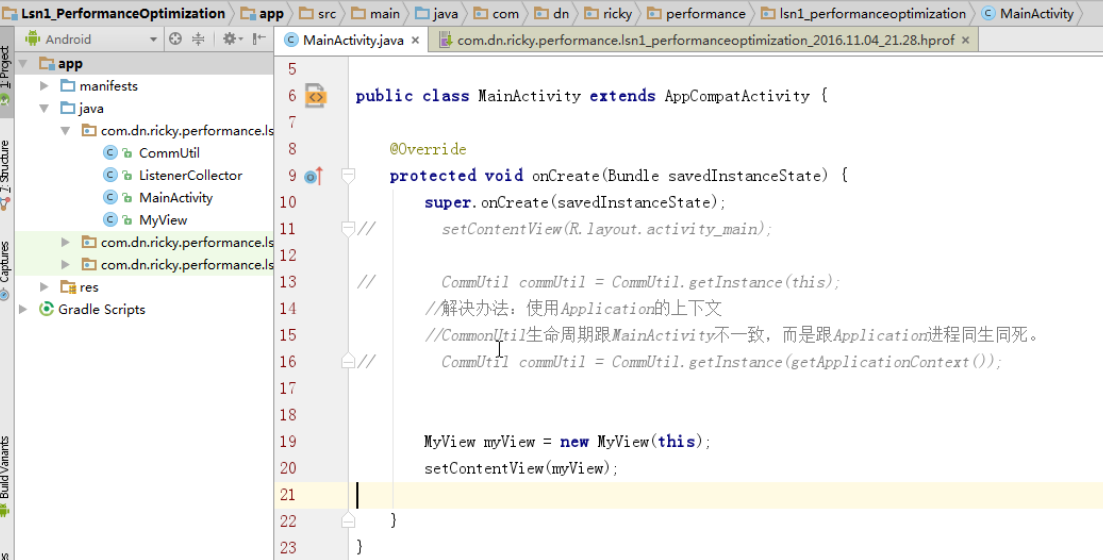 Lsn1_PerformanceOptimization app src main java com dn ricky performance lsn1_performanceoptimization MainActivity
Android
MainActivity.java × com.dn.ricky.performance.lsn1_performanceoptimization_2016.11.04_21.28.hprof ×
1: Project
7: Structure
Captures
Build Variants
app
manifests
java
com.dn.ricky.performance.ls
CommUtil
ListenerCollector
MainActivity
MyView
com.dn.ricky.performance.ls
com.dn.ricky.performance.ls
res
Gradle Scripts
5
6 public class MainActivity extends AppCompatActivity {
7
8 @Override
9 protected void onCreate(Bundle savedInstanceState) {
10 super.onCreate(savedInstanceState);
11 // setContentView(R.layout.activity_main);
12
13 // CommUtil commUtil = CommUtil.getInstance(this);
14 //解决办法：使用Application的上下文
15 //CommonUtil生命周期跟MainActivity不一致，而是跟Application进程同生同死。
16 // CommUtil commUtil = CommUtil.getInstance(getApplicationContext());
17
18
19 MyView myView = new MyView(this);
20 setContentView(myView);
21
22 }
23 }